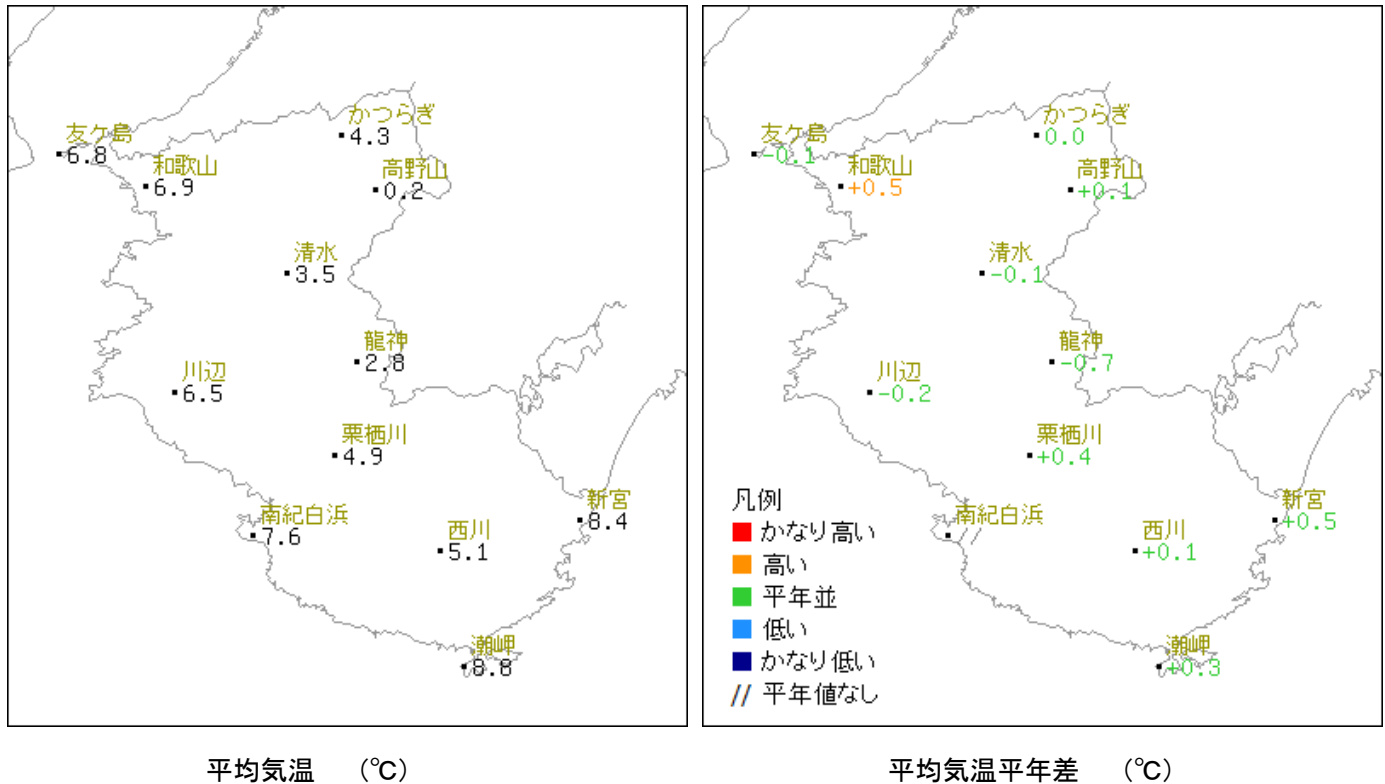 かつらぎ
4.3
友ケ島
6.8
和歌山
6.9
高野山
0.2
清水
3.5
龍神
2.8
川辺
6.5
栗栖川
4.9
新宮
8.4
南紀白浜
7.6
西川
5.1
潮岬
8.8
平均気温 (℃)
かつらぎ
0.0
友ケ島
-0.1
和歌山
+0.5
高野山
+0.1
清水
-0.1
龍神
-0.7
川辺
-0.2
栗栖川
+0.4
新宮
+0.5
南紀白浜
//
西川
+0.1
潮岬
+0.3
凡例
かなり高い
高い
平年並
低い
かなり低い
// 平年値なし
平均気温平年差 (℃)